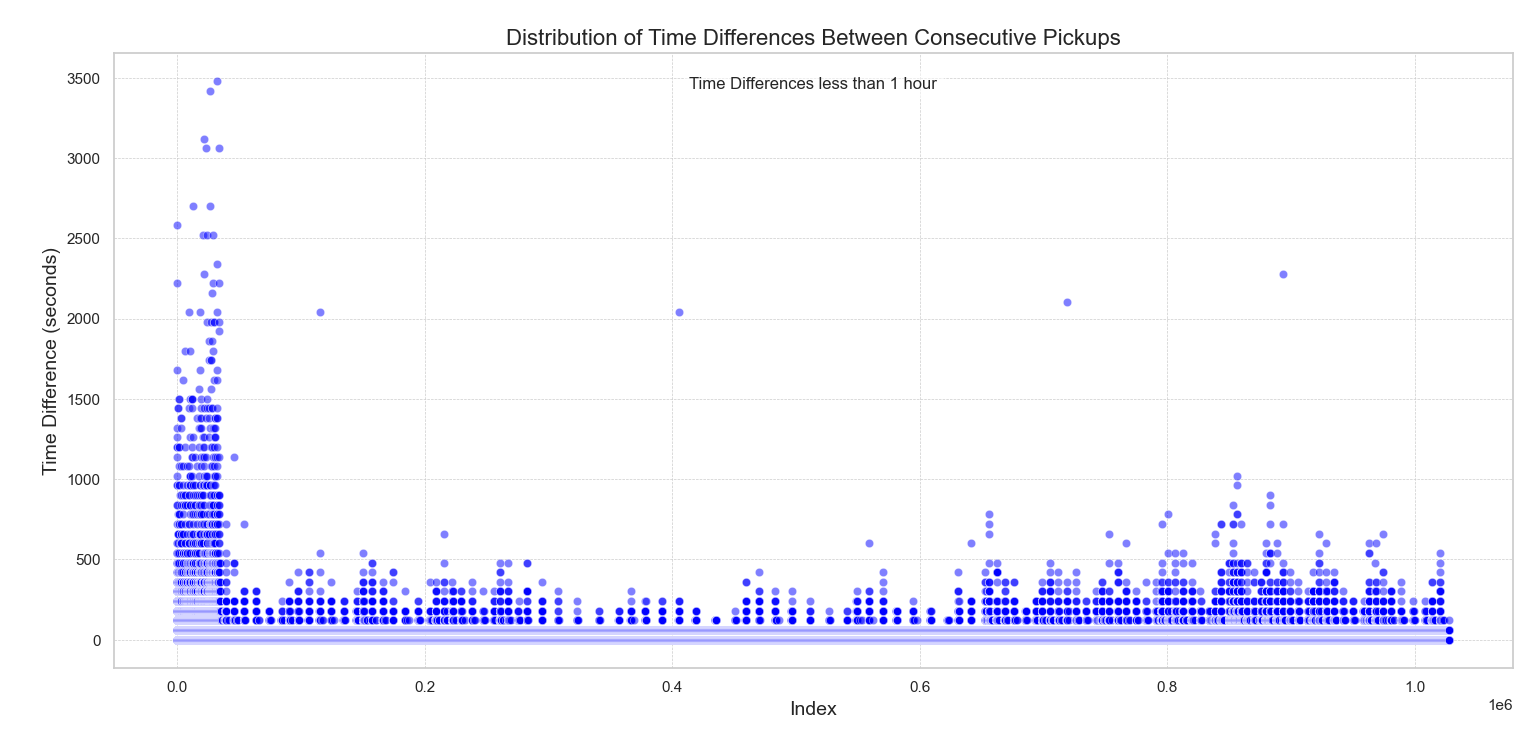 Distribution of Time Differences Between Consecutive Pickups
Time Differences less than 1 hour
Time Difference (seconds)
3500
3000
2500
2000
1500
1000
500
0
0.0 0.2 0.4 0.6 0.8 1.0
1e6
Index